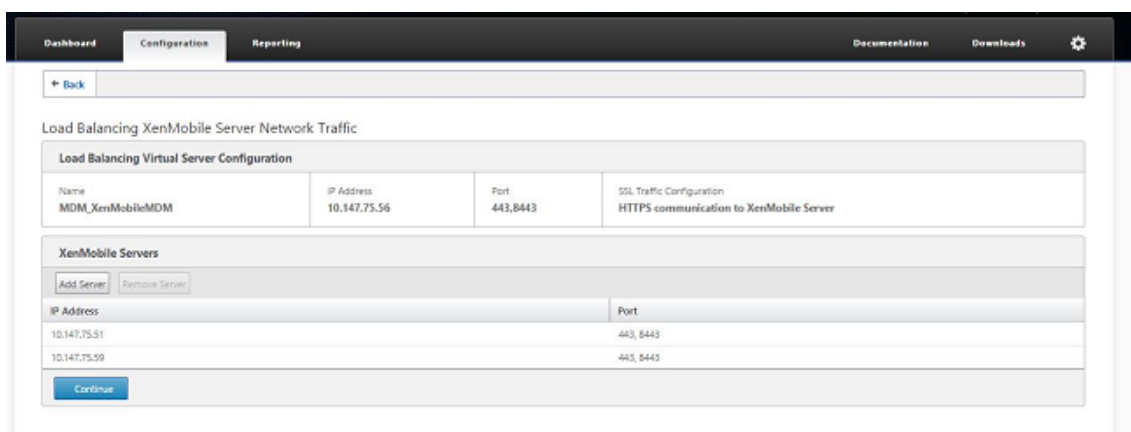 Dashboard Configuration Reporting Documentation Downloads
Back
Load Balancing XenMobile Server Network Traffic
Load Balancing Virtual Server Configuration
Name IP Address Port SSL Traffic Configuration
MDM_XenMobileMDM 10.147.75.56 443,8443 HTTPS communication to XenMobile Server
XenMobile Servers
Add Server Remove Server
IP Address Port
10.147.75.51 443, 8443
10.147.75.59 443, 8443
Continue